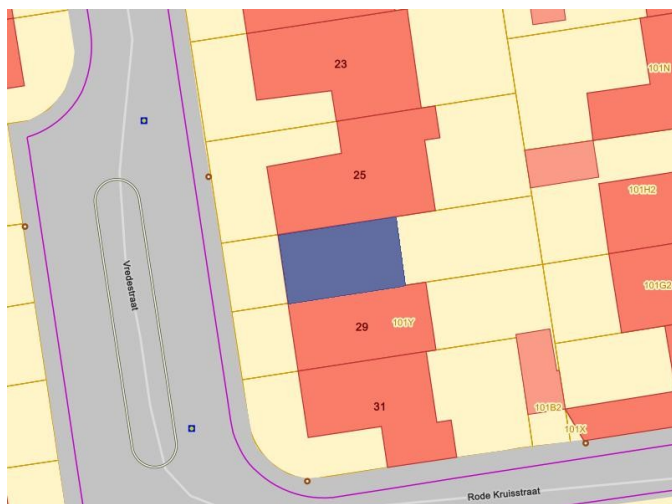 23
101N
25
101H2
Vredestraat
101G2
29
101Y
31
101B2
101X
Rode Kruisstraat